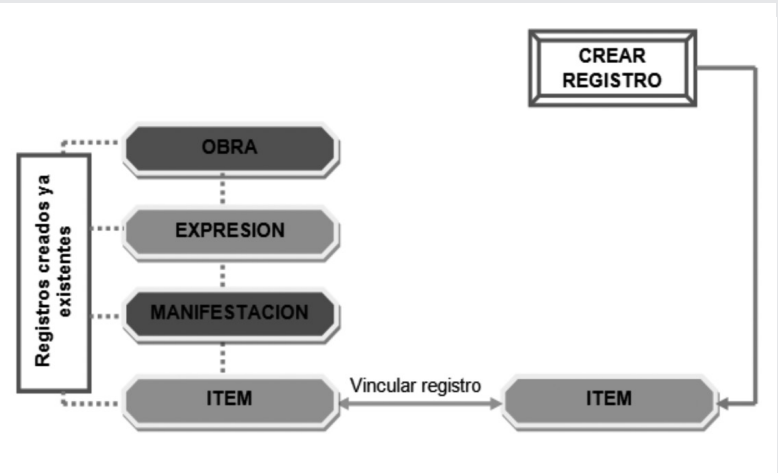 CREAR
REGISTRO
OBRA
Registros creados ya
existentes
EXPRESION
MANIFESTACION
ITEM
Vincular registro
ITEM